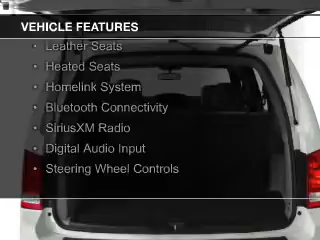 VEHICLE FEATURES
• Leather Seats
• Heated Seats
• Homelink System
• Bluetooth Connectivity
• SiriusXM Radio
• Digital Audio Input
• Steering Wheel Controls